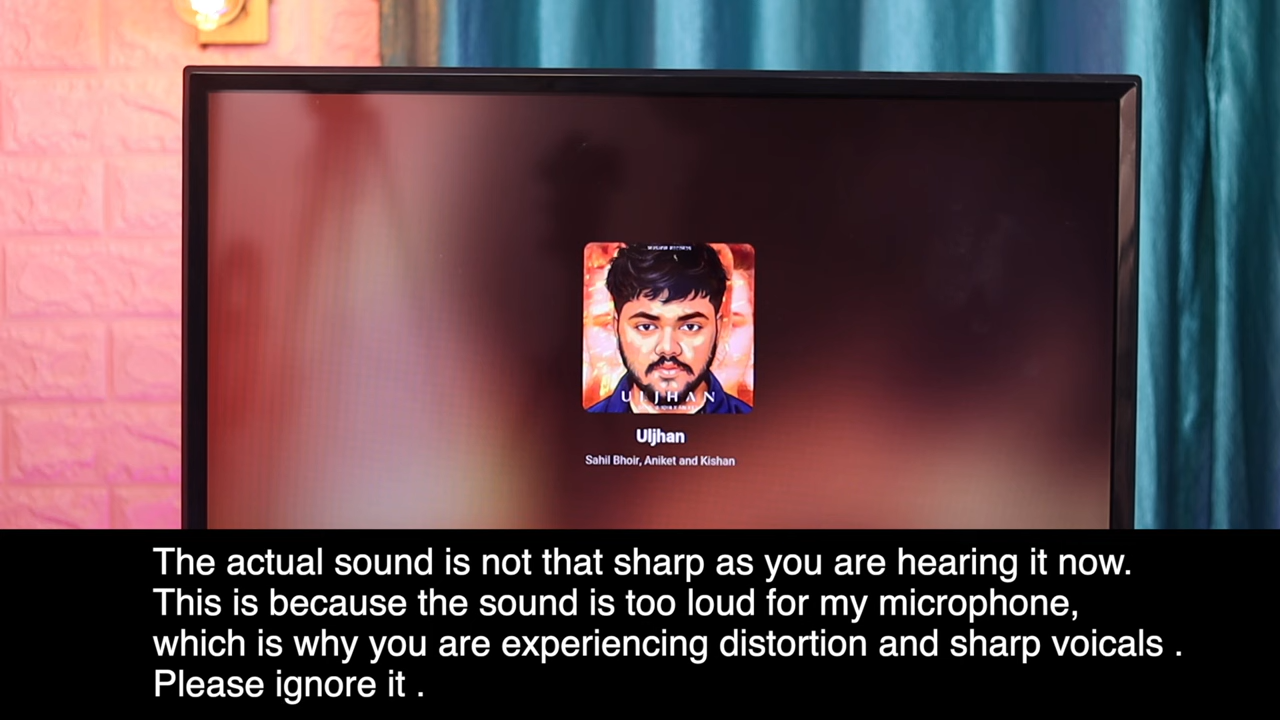 ULJHAN
Uljhan
Sahil Bhoir, Aniket and Kishan
The actual sound is not that sharp as you are hearing it now.
This is because the sound is too loud for my microphone,
which is why you are experiencing distortion and sharp voicals .
Please ignore it .